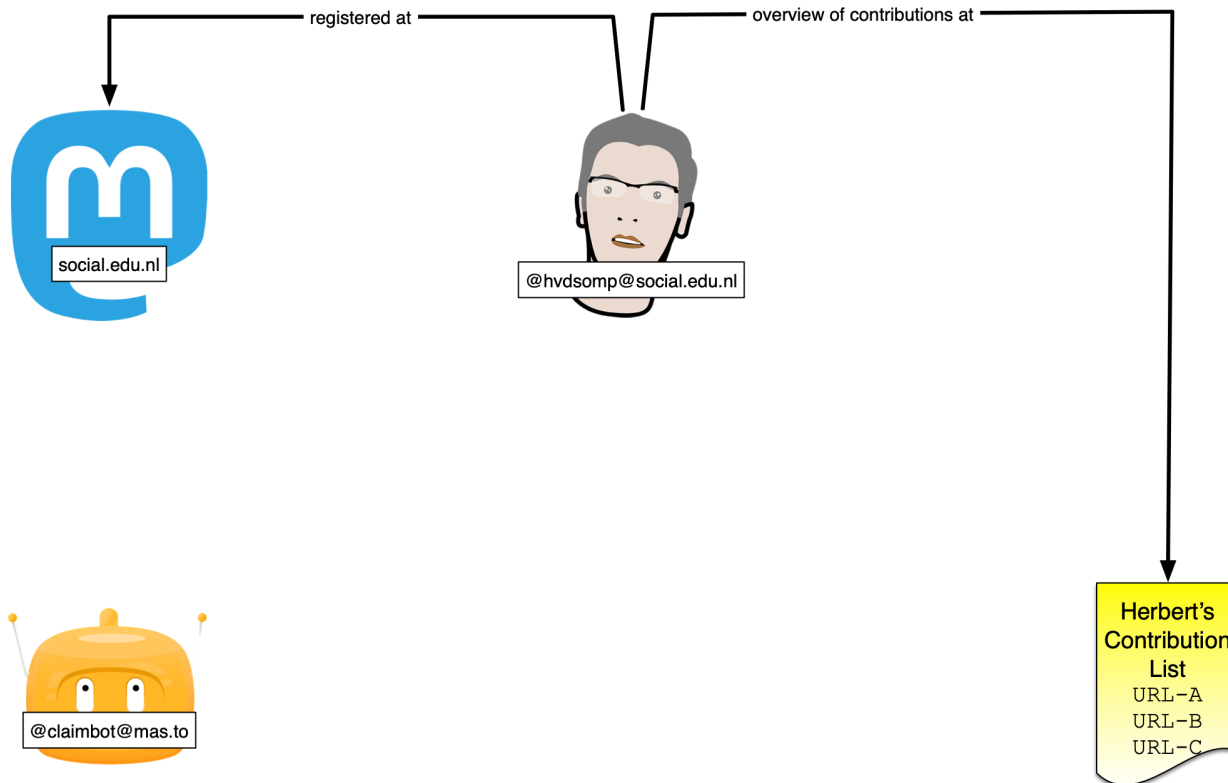 registered at
overview of contributions at
social.edu.nl
@hvdsomp@social.edu.nl
@claimbot@mas.to
Herbert’s
Contribution
List
URL-A
URL-B
URL-C